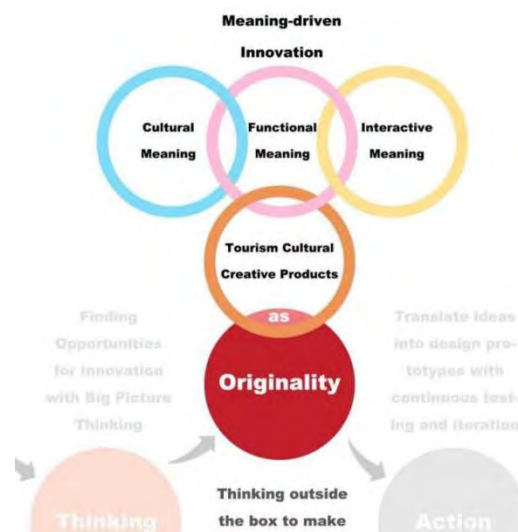 Meaning-driven
Innovation
Cultural
Meaning
Functional
Meaning
Interactive
Meaning
Tourism Cultural
Creative Products
as
Originality
Finding
Opportunities
for Innovation
with Big Picture
Thinking
Translate ideas
into design pro-
totypes with
continuous test-
ing and iteration
Thinking
Thinking outside
the box to make
Action